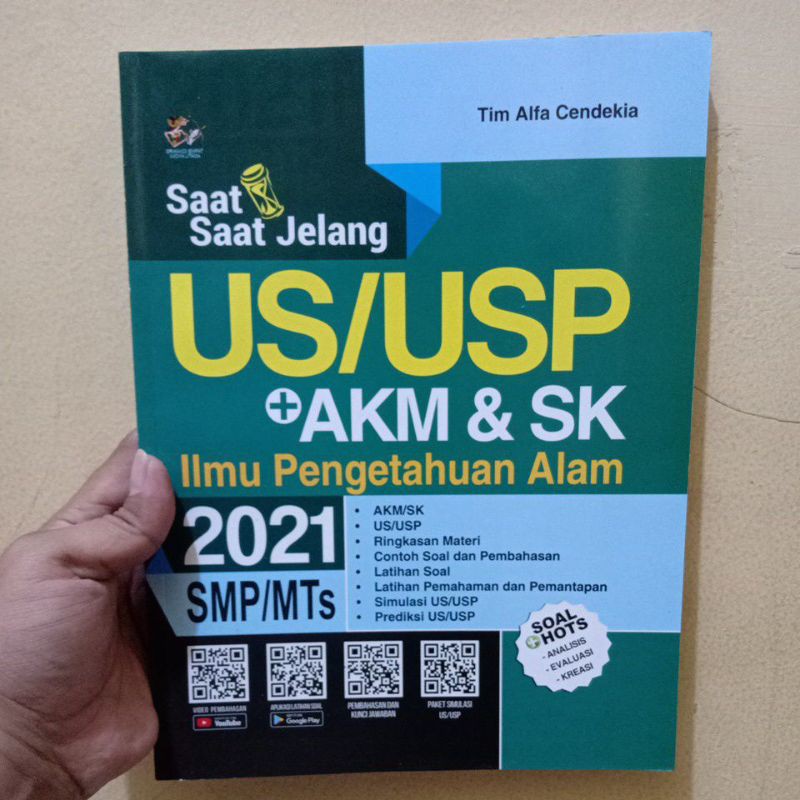 Tim Alfa Cendekia
Saat
Saat Jelang
US/USP
+AKM & SK
Ilmu Pengetahuan Alam
2021
SMP/MTs
• AKM/SK
• US/USP
• Ringkasan Materi
• Contoh Soal dan Pembahasan
• Latihan Soal
• Latihan Pemahaman dan Pemantapan
• Simulasi US/USP
• Prediksi US/USP
SOAL
+HOTS
- ANALISIS
- EVALUASI
- KREASI
VIDEO PEMBAHASAN
YouTube
APLIKASI LATIHAN SOAL
Google Play
PEMBAHASAN DAN
KUNCI JAWABAN
PAKET SIMULASI
US/USP